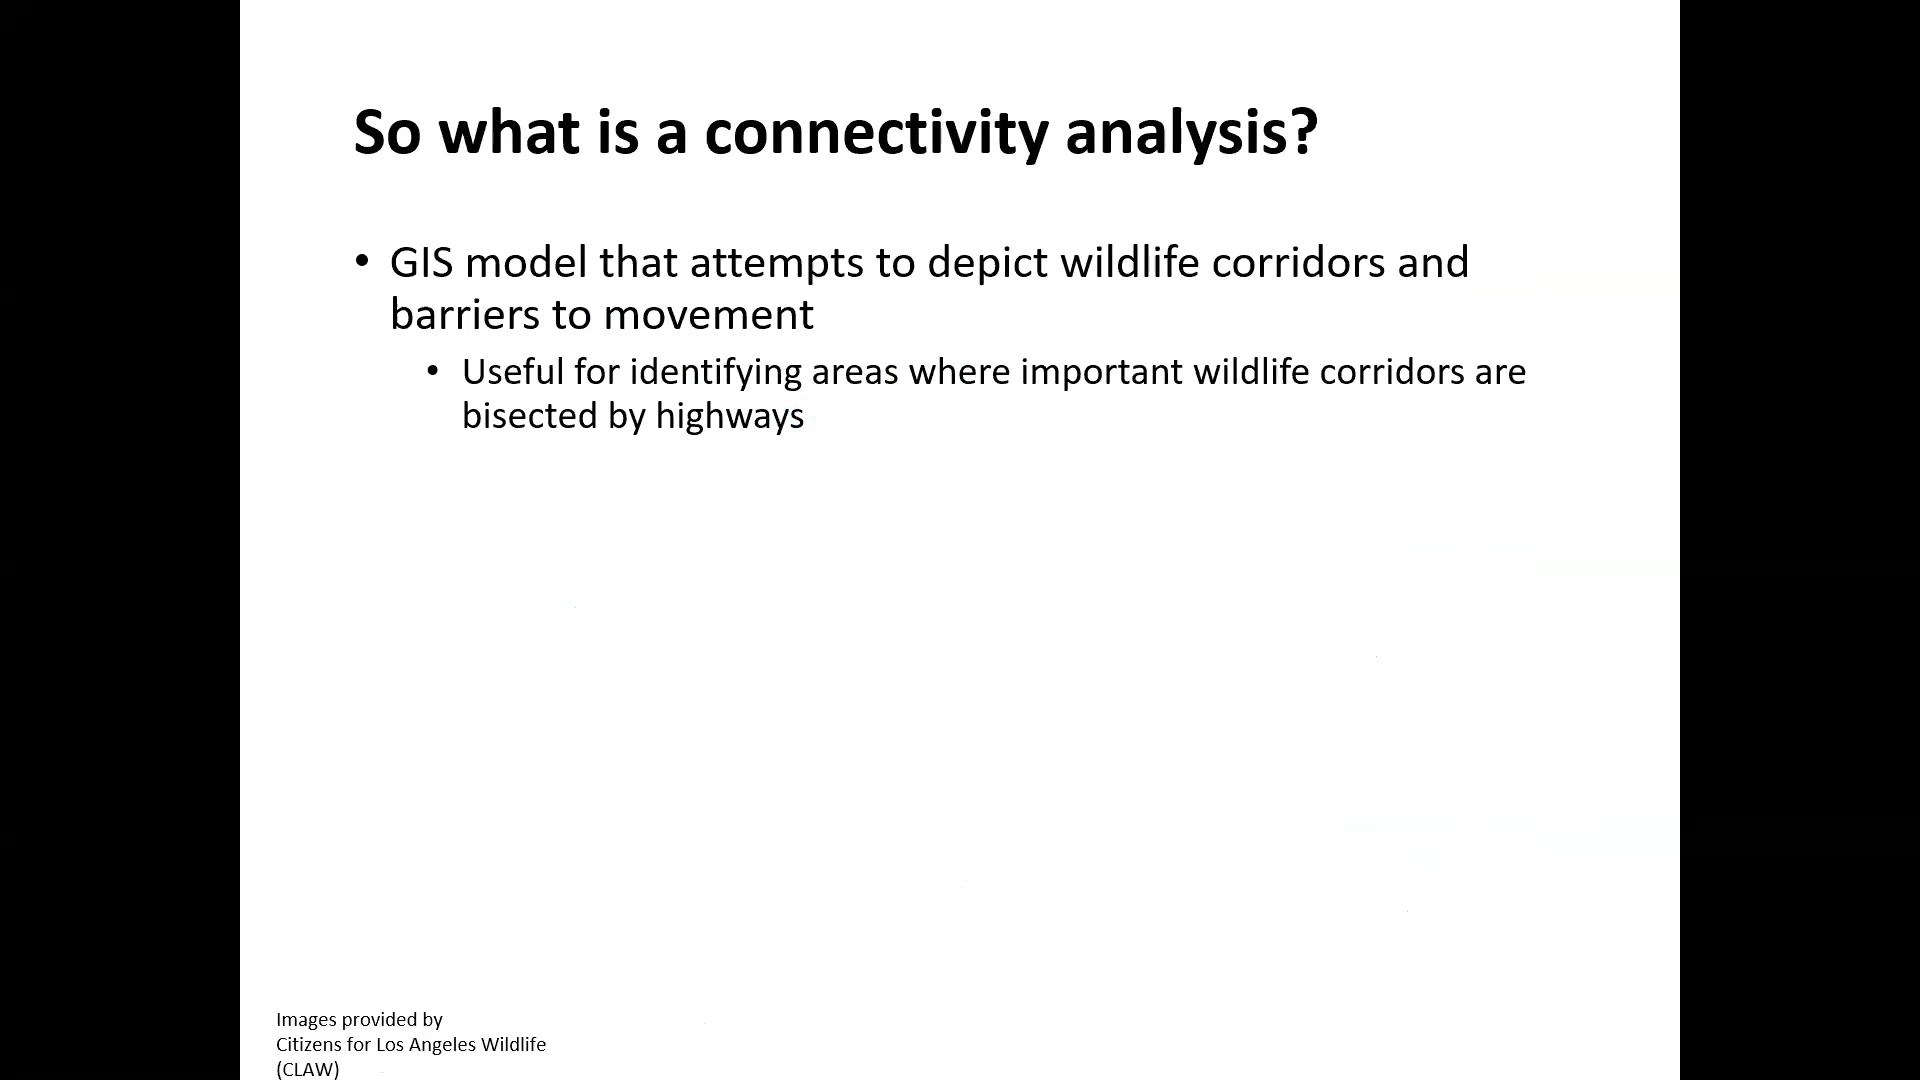 So what is a connectivity analysis?
• GIS model that attempts to depict wildlife corridors and
barriers to movement
• Useful for identifying areas where important wildlife corridors are
bisected by highways
Images provided by
Citizens for Los Angeles Wildlife
(CLAW)